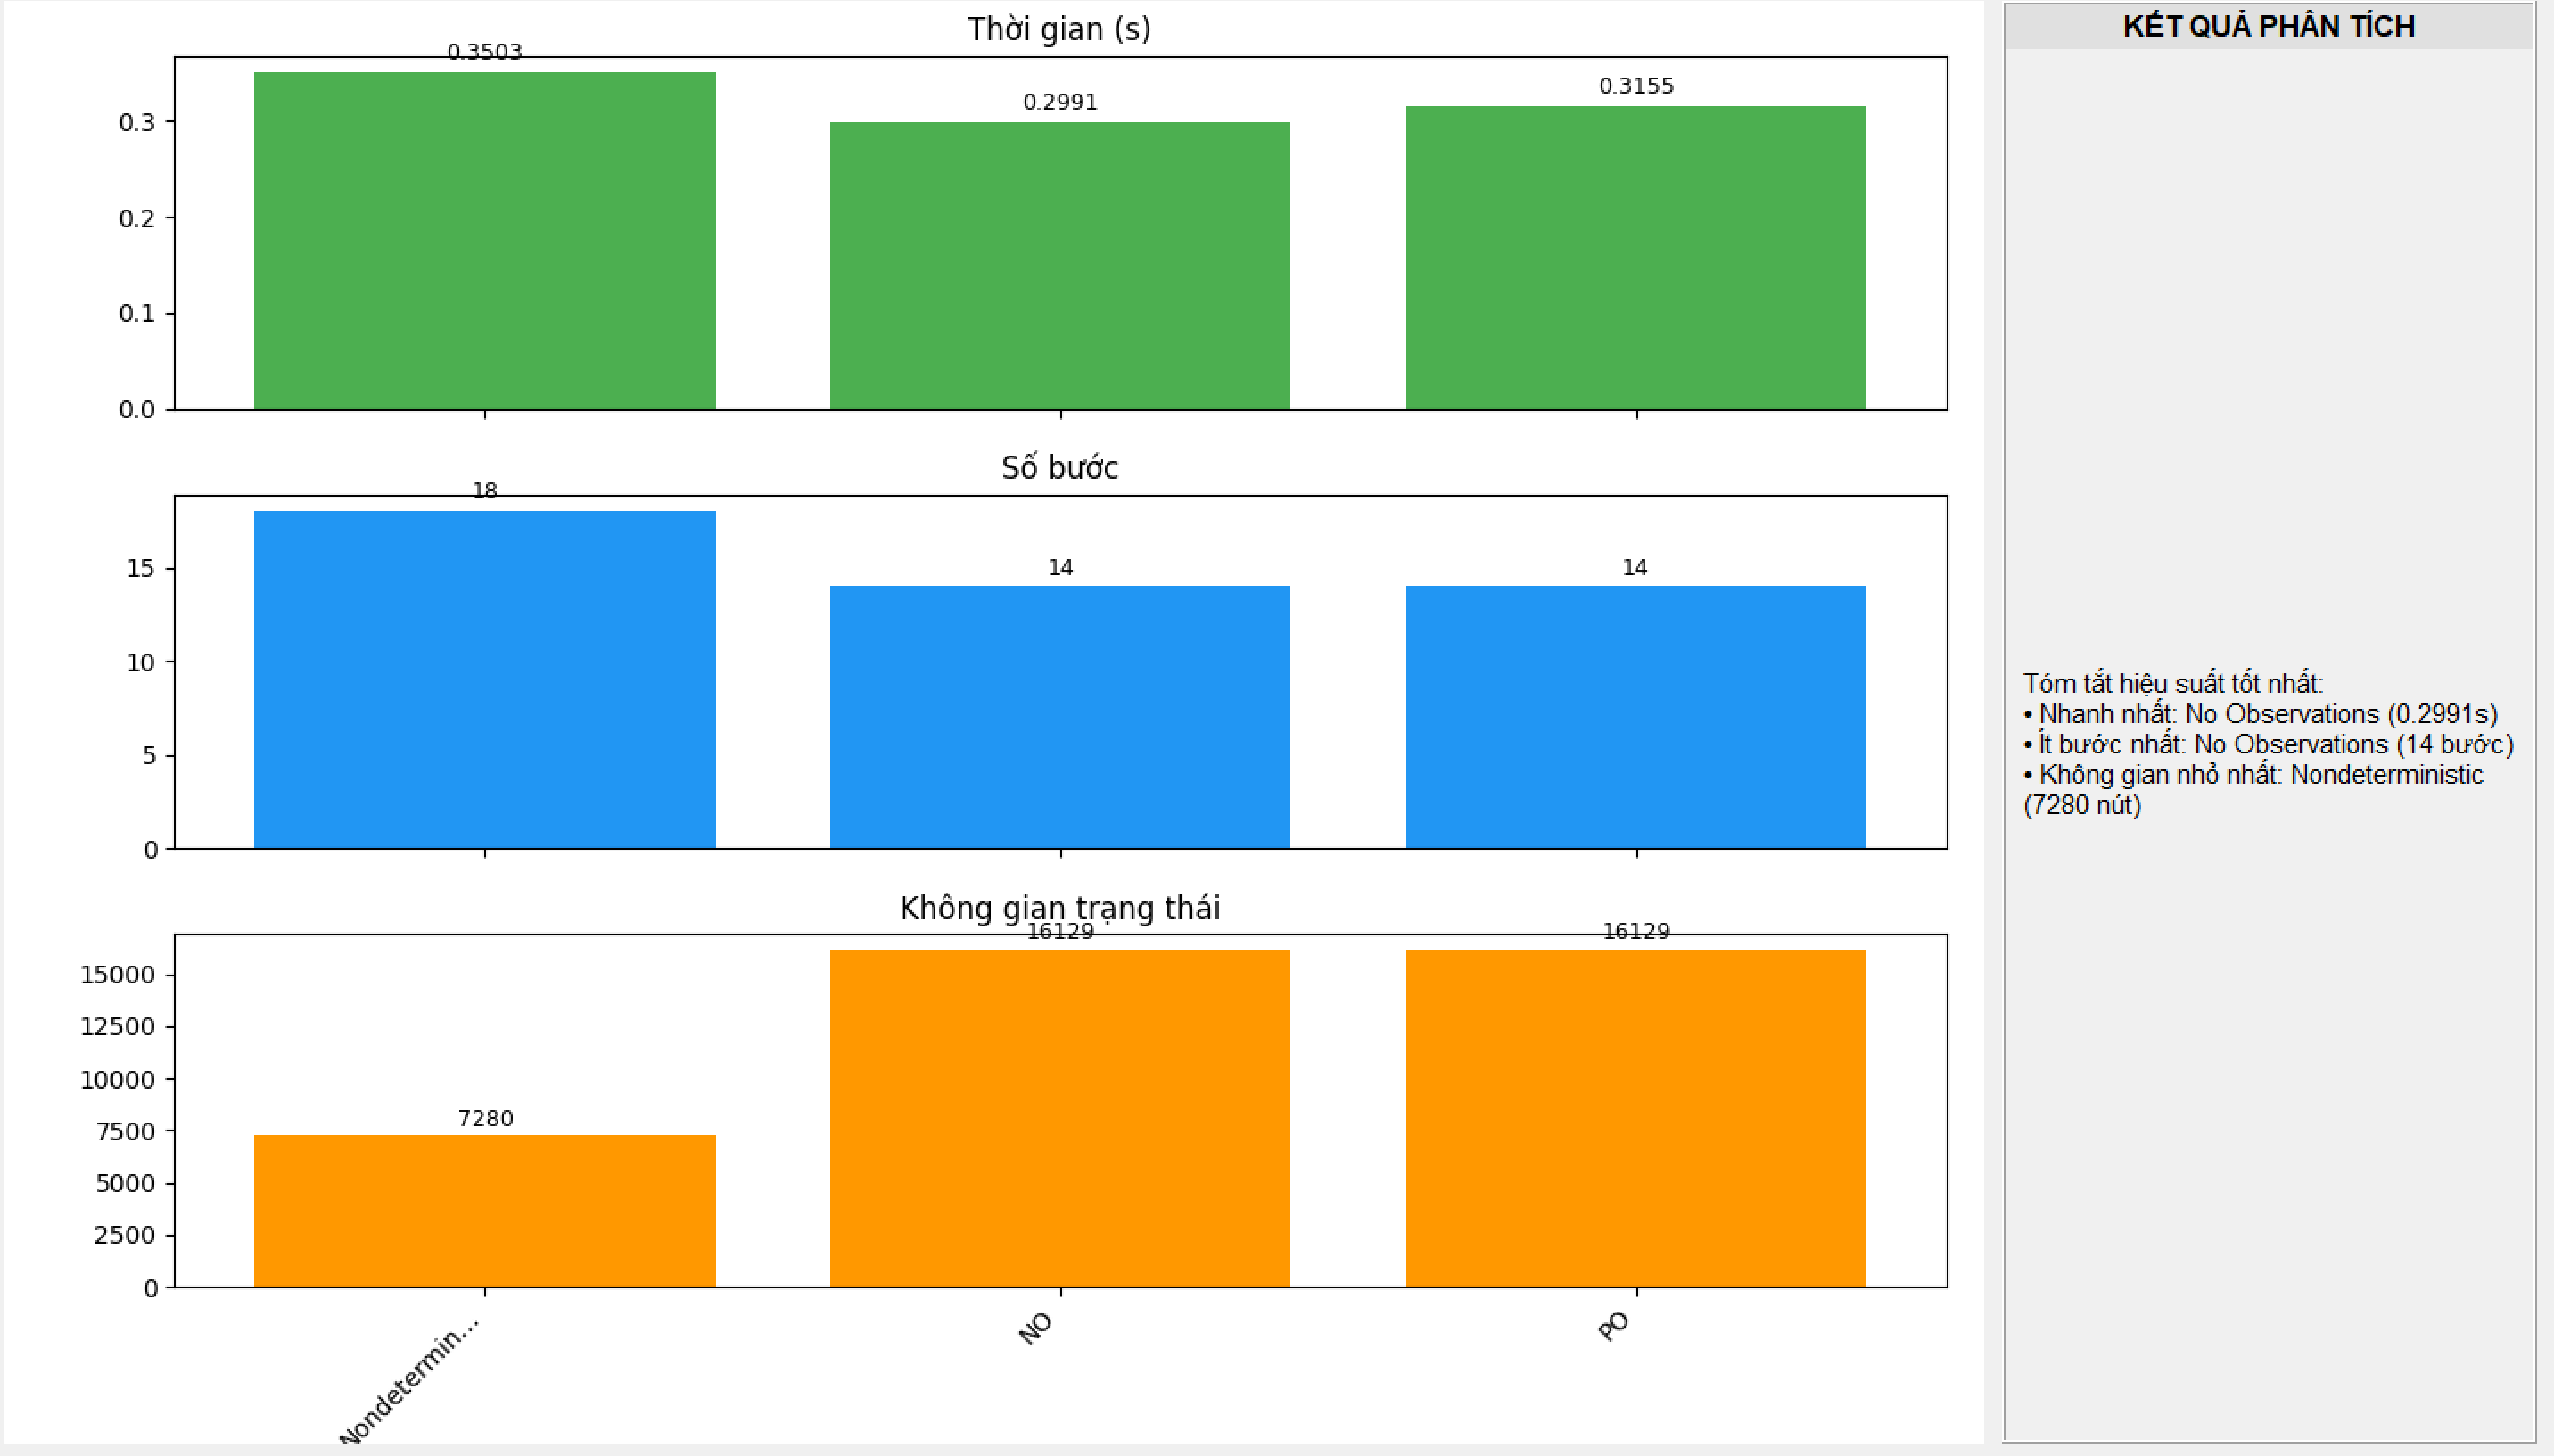 Thời gian (s)
0.3503
0.2991
0.3155
0.3
0.2
0.1
0.0
Số bước
18
14
14
15
10
5
0
Không gian trạng thái
16129
16129
7280
15000
12500
10000
7500
5000
2500
0
Nondetermin...
NO
PO
KẾT QUẢ PHÂN TÍCH
Tóm tắt hiệu suất tốt nhất:
• Nhanh nhất: No Observations (0.2991s)
• Ít bước nhất: No Observations (14 bước)
• Không gian nhỏ nhất: Nondeterministic
(7280 nút)